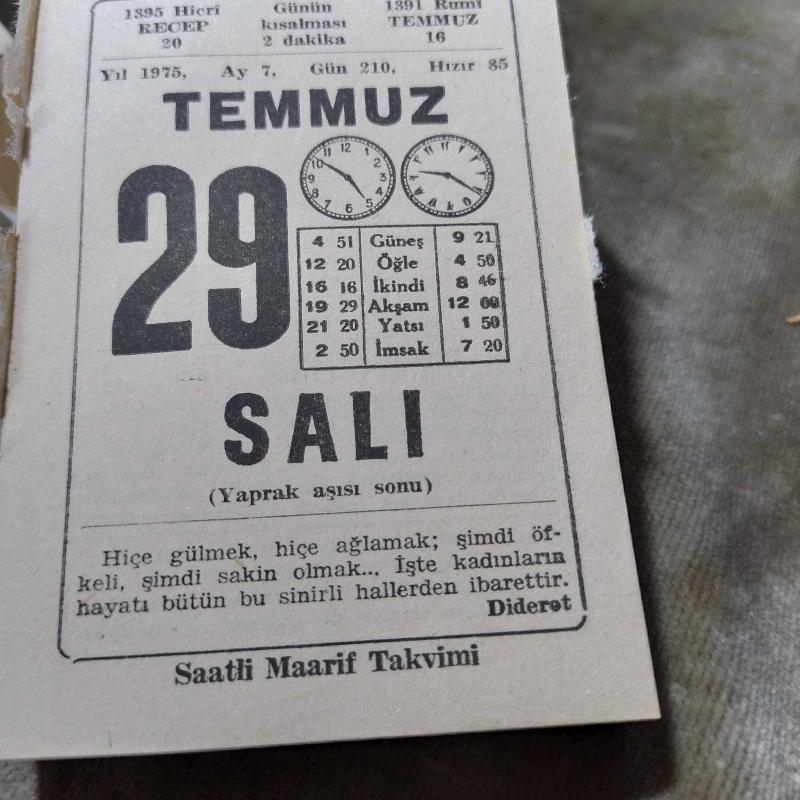 1395 Hicrî Günün 1391 Rumî
RECEP kısalması TEMMUZ
20 2 dakika 16
Yıl 1975, Ay 7, Gün 210, Hızır 85
TEMMUZ
29
4 51 Güneş 9 21
12 20 Öğle 4 50
16 16 İkindi 8 46
19 29 Akşam 12 00
21 20 Yatsı 1 50
2 50 İmsak 7 20
SALI
(Yaprak aşısı sonu)
Hiçe gülmek, hiçe ağlamak; şimdi öf-
keli, şimdi sakin olmak... İşte kadınların
hayatı bütün bu sinirli hallerden ibarettir.
Diderot
Saatli Maarif Takvimi